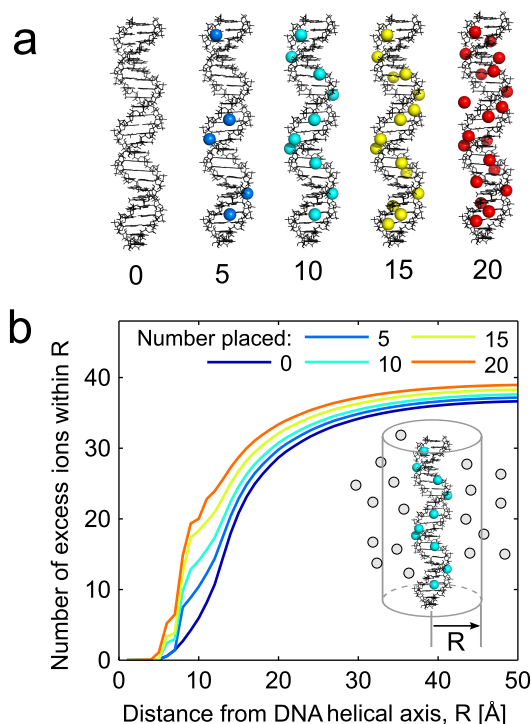 a
0 5 10 15 20
b
Number placed: 5 15
0 10 20
Number of excess ions within R
40
30
20
10
0
R
0 10 20 30 40 50
Distance from DNA helical axis, R [Å]